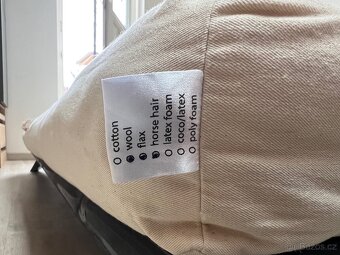 ○ cotton
● wool
● flax
● horse hair
○ latex foam
○ coco/latex
○ poly foam